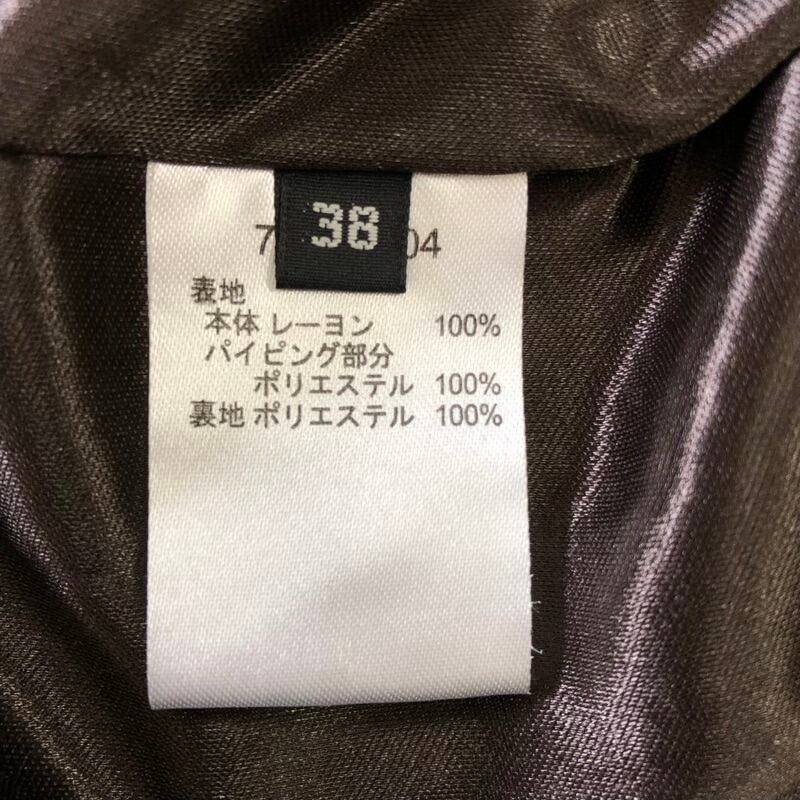 38
7 04
表地
本体 レーヨン 100%
パイピング部分
ポリエステル 100%
裏地 ポリエステル 100%